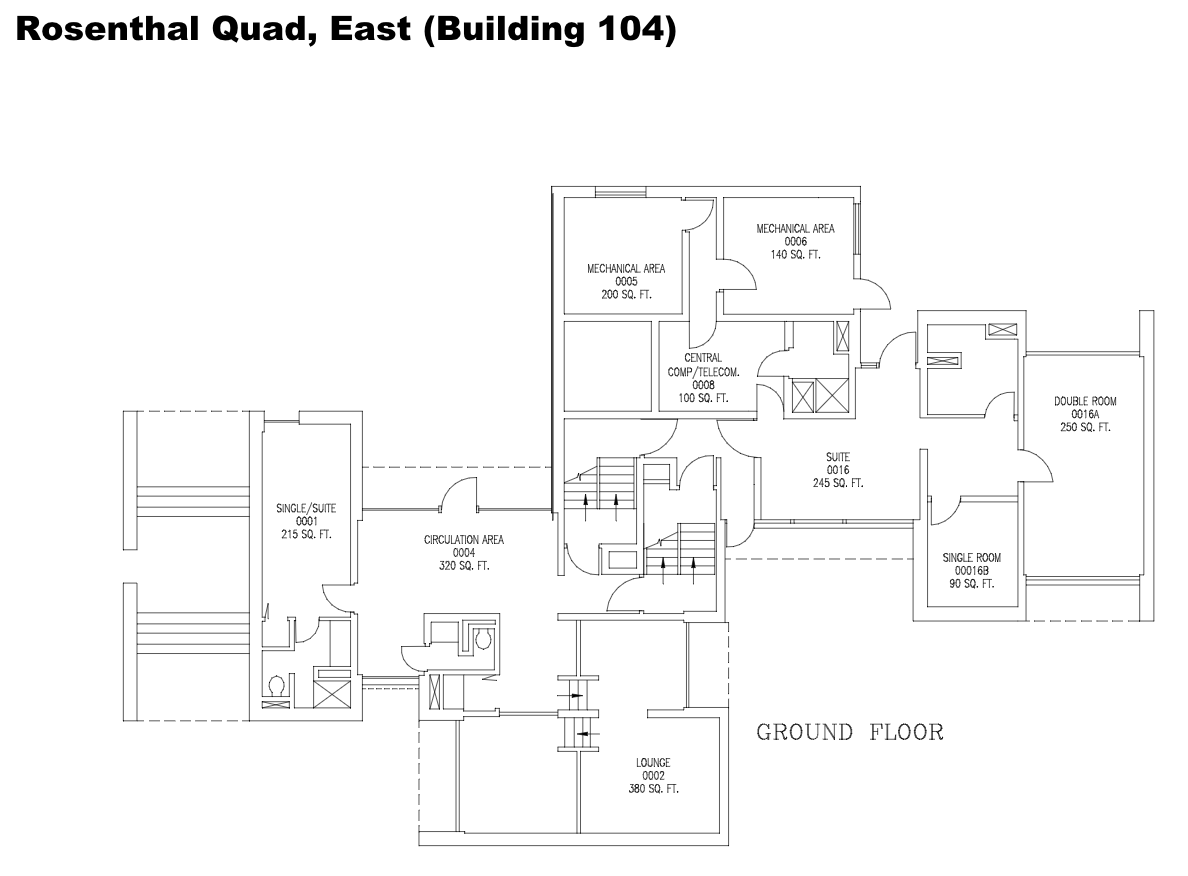 Rosenthal Quad, East (Building 104)
MECHANICAL AREA
0006
140 SQ. FT.
MECHANICAL AREA
0005
200 SQ. FT.
CENTRAL
COMP/TELECOM.
0008
100 SQ. FT.
DOUBLE ROOM
0016A
250 SQ. FT.
SUITE
0016
245 SQ. FT.
SINGLE/SUITE
0001
215 SQ. FT.
CIRCULATION AREA
0004
320 SQ. FT.
SINGLE ROOM
00016B
90 SQ. FT.
GROUND FLOOR
LOUNGE
0002
380 SQ. FT.